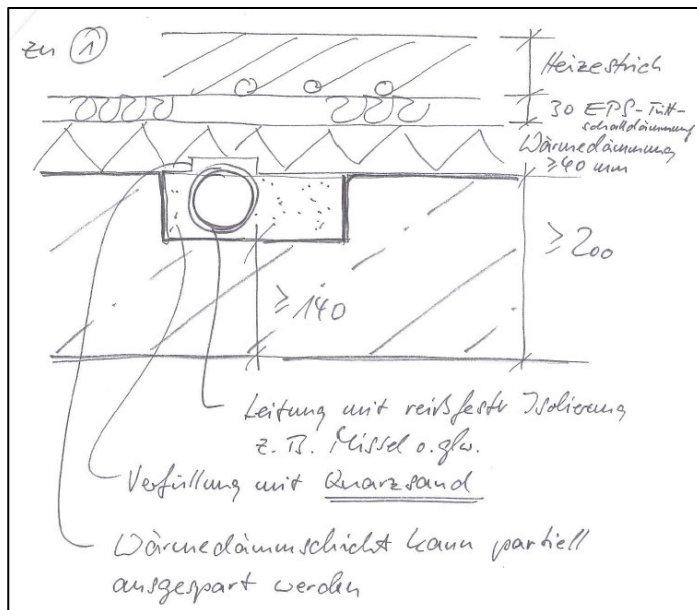 zu ①
Heizestrich
30 EPS-Tritt-
schalldämmung
Wärmedämmung
≥40 mm
≥200
≥140
Leitung mit reißfester Isolierung
z. B. Missel o. glw.
Verfüllung mit Quarzsand
Wärmedämmschicht kann partiell
ausgespart werden